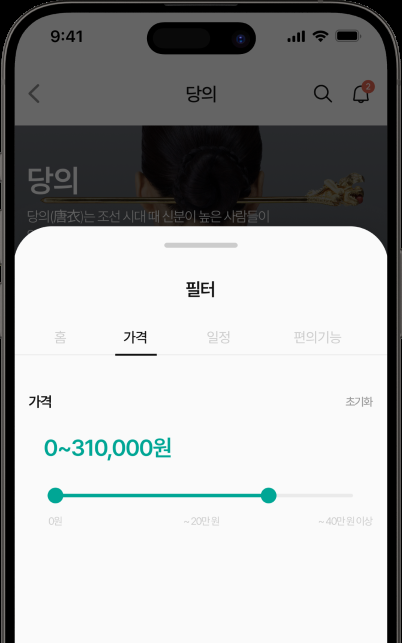 9:41
당의
2
당의
당의(唐衣)는 조선 시대 때 신분이 높은 사람들이
필터
홈 가격 일정 편의기능
가격 초기화
0~310,000원
0원 ~20만원 ~40만원 이상